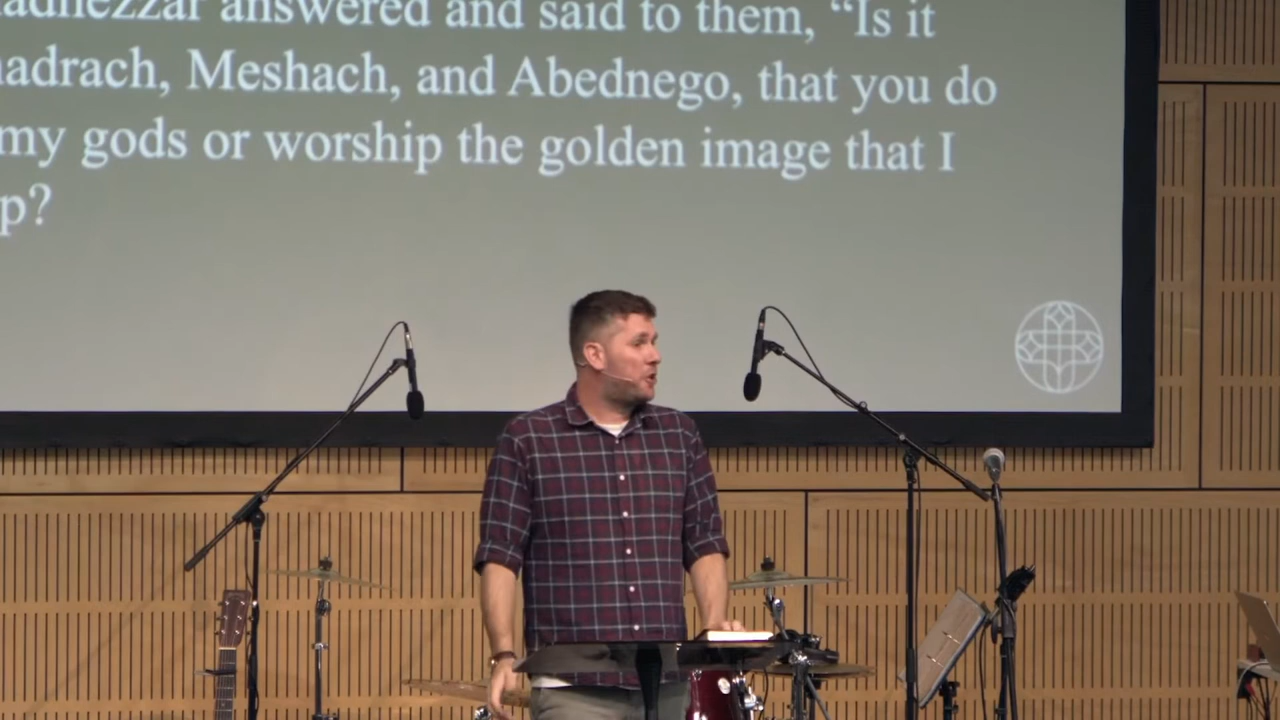 answered and said to them, “Is it
Meshach, and Abednego, that you do
my gods or worship the golden image that I
p?